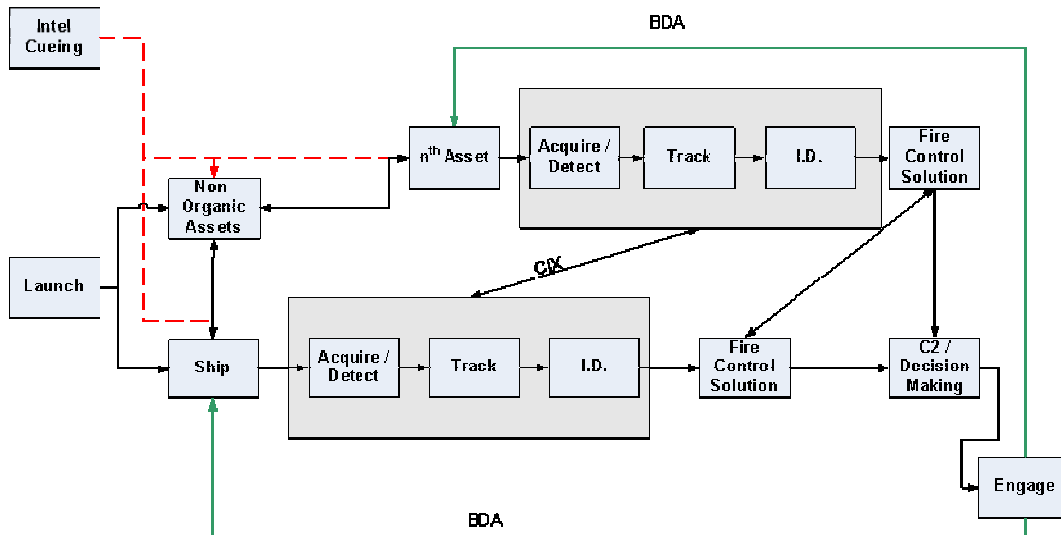 Intel
Cueing
BDA
nth Asset
Acquire /
Detect
Track
I.D.
Fire
Control
Solution
Non
Organic
Assets
Launch
CIX
Ship
Acquire /
Detect
Track
I.D.
Fire
Control
Solution
C2 /
Decision
Making
Engage
BDA